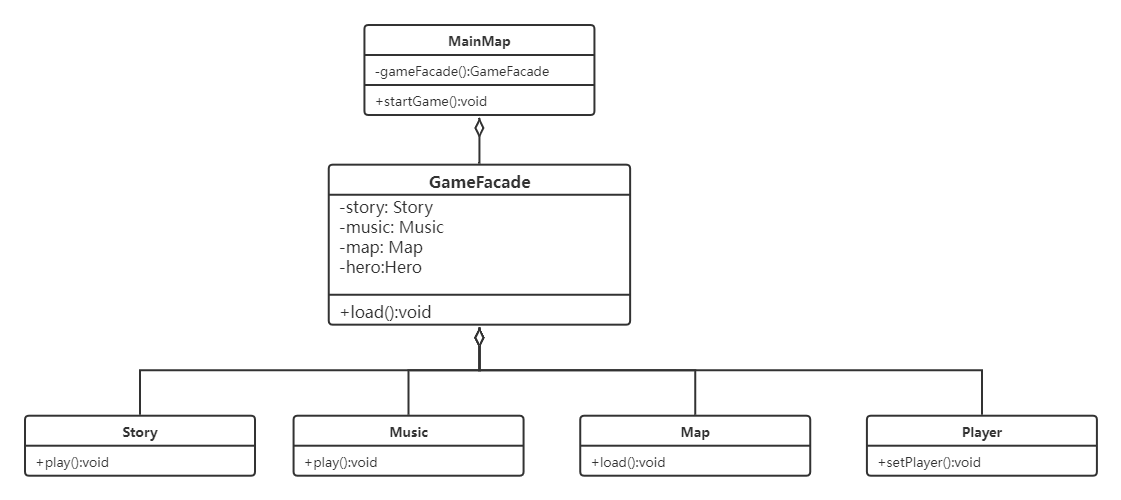 MainMap
-gameFacade():GameFacade
+startGame():void
GameFacade
-story: Story
-music: Music
-map: Map
-hero:Hero
+load():void
Story
+play():void
Music
+play():void
Map
+load():void
Player
+setPlayer():void